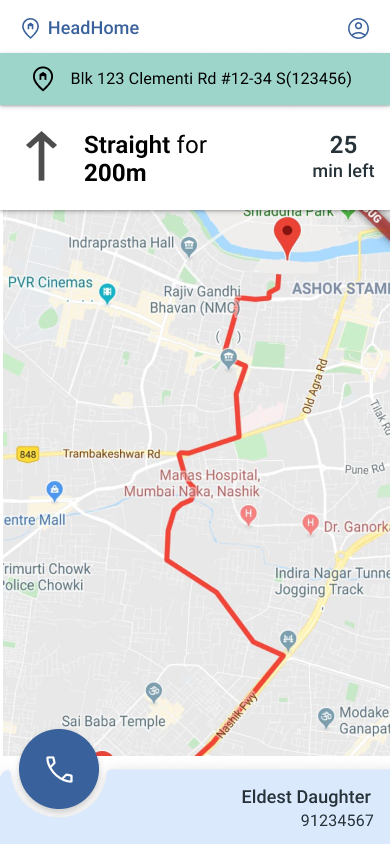 HeadHome
Blk 123 Clementi Rd #12-34 S(123456)
Straight for
200m
25
min left
Shraddha Park
Indraprastha Hall
PVR Cinemas
Rajiv Gandhi
Bhavan (NMC)
ASHOK STAM
( )
Old Agra Rd
Tilak Rd
848
Trambakeshwar Rd
Manas Hospital,
Mumbai Naka, Nashik
Pune Rd
entre Mall
H
H
Dr. Ganork
Trimurti Chowk
Police Chowki
Indira Nagar Tunne
Jogging Track
Sai Baba Temple
Nashik-Fwy
Modake
Ganapat
Eldest Daughter
91234567